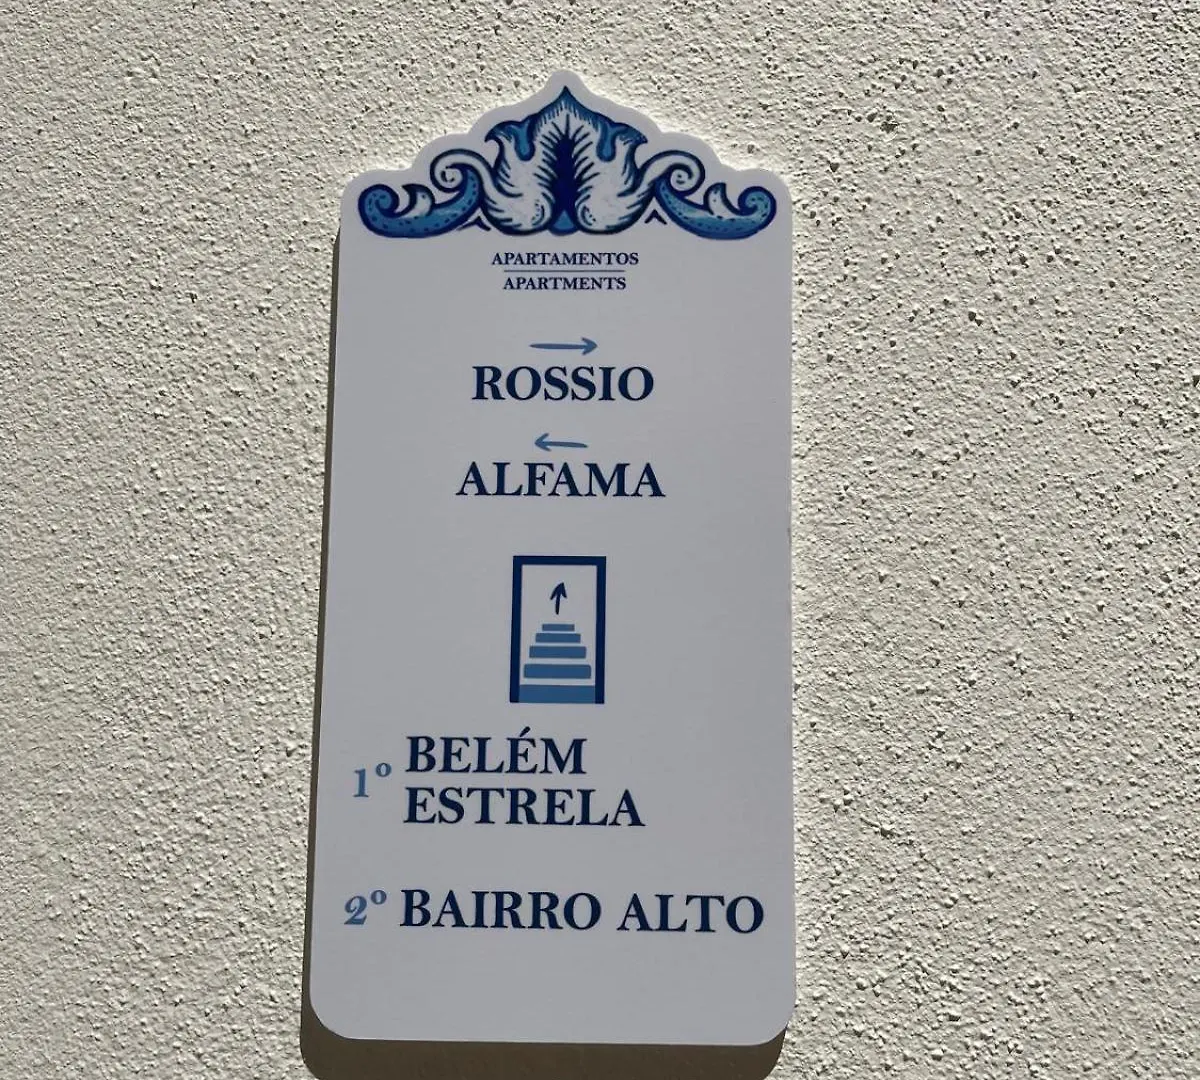 APARTAMENTOS
APARTMENTS
→
ROSSIO
←
ALFAMA
1º BELÉM
ESTRELA
2º BAIRRO ALTO